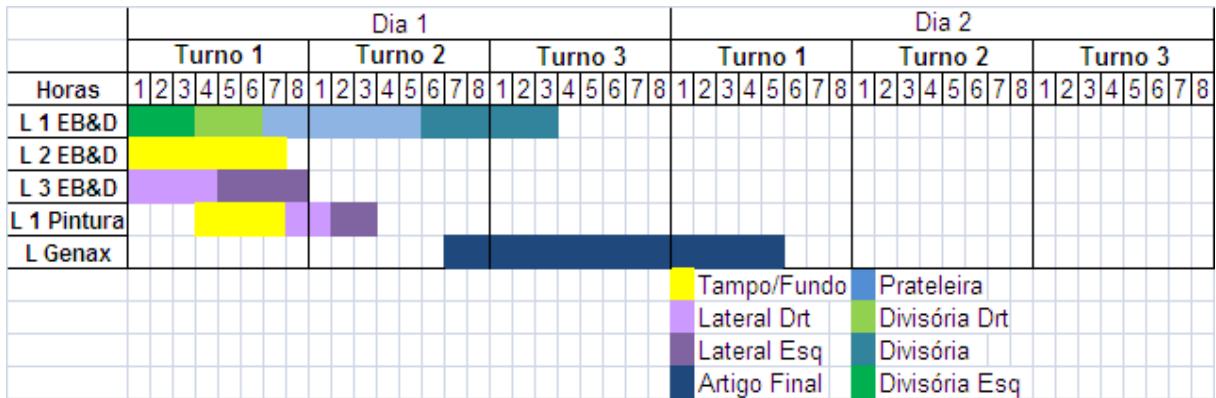 Dia 1 Dia 2
Turno 1 Turno 2 Turno 3 Turno 1 Turno 2 Turno 3
Horas 1 2 3 4 5 6 7 8 1 2 3 4 5 6 7 8 1 2 3 4 5 6 7 8 1 2 3 4 5 6 7 8 1 2 3 4 5 6 7 8 1 2 3 4 5 6 7 8
L 1 EB&D
L 2 EB&D
L 3 EB&D
L 1 Pintura
L Genax
Tampo/Fundo Prateleira
Lateral Drt Divisória Drt
Lateral Esq Divisória
Artigo Final Divisória Esq